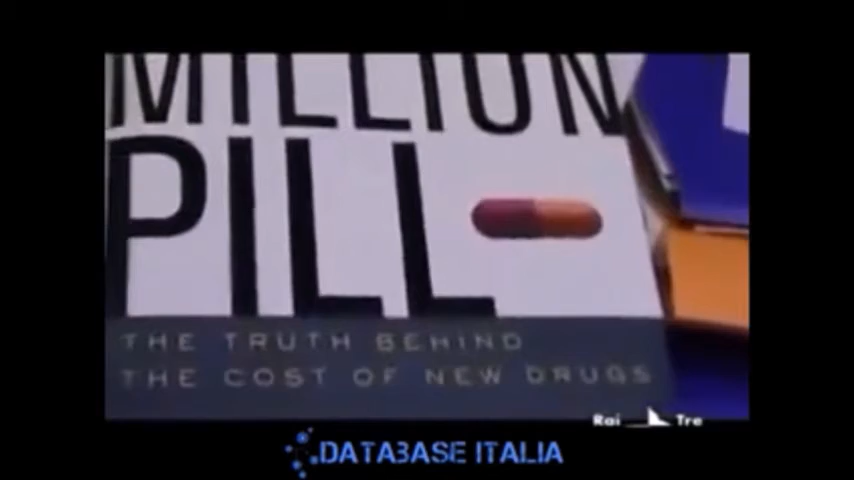 MILLION
PILL
THE TRUTH BEHIND
THE COST OF NEW DRUGS
Rai Tre
DATABASE ITALIA